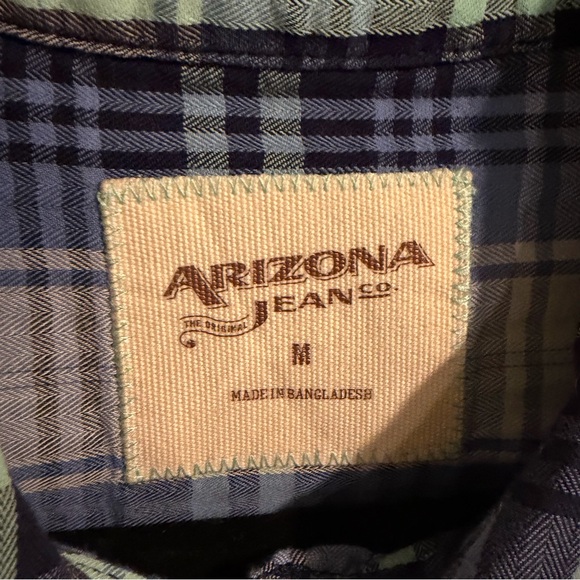 ARIZONA
THE ORIGINAL JEAN CO.
M
MADE IN BANGLADESH